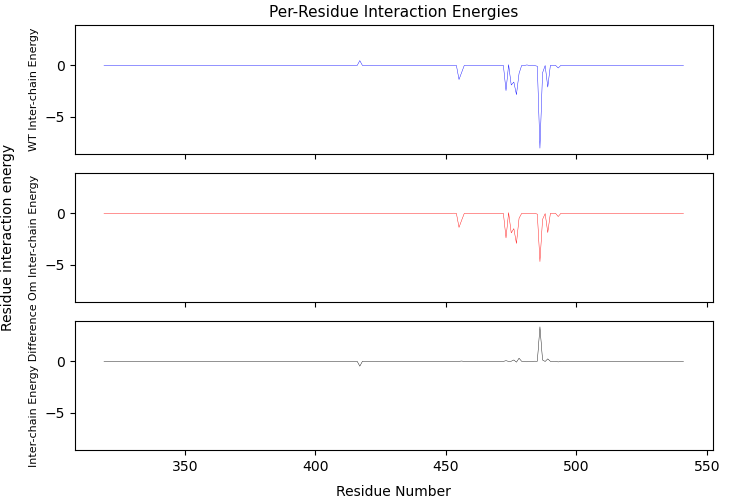 Per-Residue Interaction Energies
Residue interaction energy
WT Inter-chain Energy
0
−5
Om Inter-chain Energy
0
−5
Inter-chain Energy Difference
0
−5
350
400
450
500
550
Residue Number